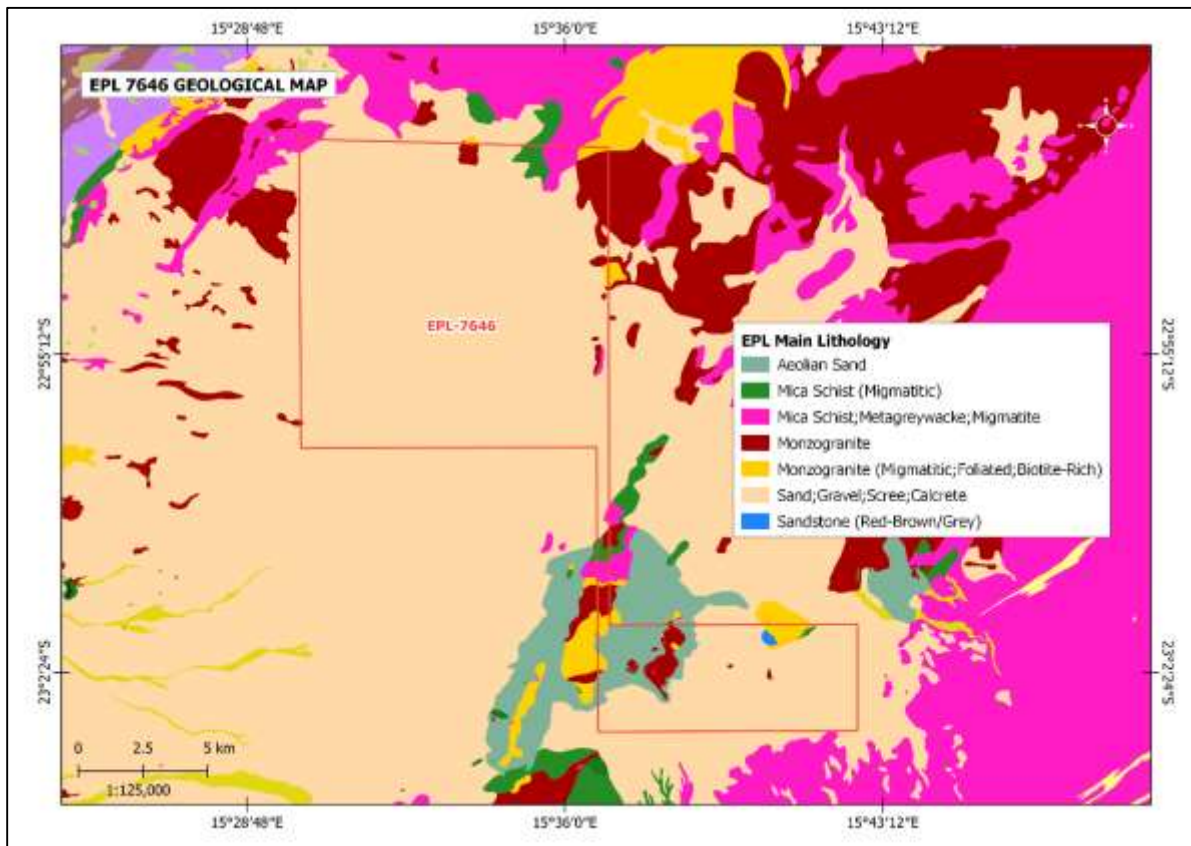 15°28'48"E 15°36'0"E 15°43'12"E
EPL 7646 GEOLOGICAL MAP
EPL-7646
22°55'12"S
22°55'12"S
EPL Main Lithology
Aeolian Sand
Mica Schist (Migmatitic)
Mica Schist;Metagreywacke;Migmatite
Monzogranite
Monzogranite (Migmatitic;Foliated;Biotite-Rich)
Sand;Gravel;Scree;Calcrete
Sandstone (Red-Brown/Grey)
23°2'24"S
23°2'24"S
0 2.5 5 km
1:125,000
15°28'48"E 15°36'0"E 15°43'12"E